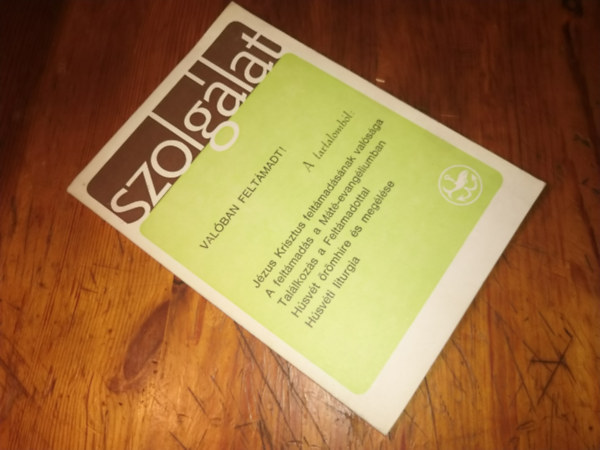 szolgálat
VALÓBAN FELTÁMADT!
A tartalomból:
Jézus Krisztus feltámadásának valósága
A feltámadás a Máté-evangéliumban
Találkozás a Feltámadottal
Húsvét örömhíre és megélése
Húsvéti liturgia